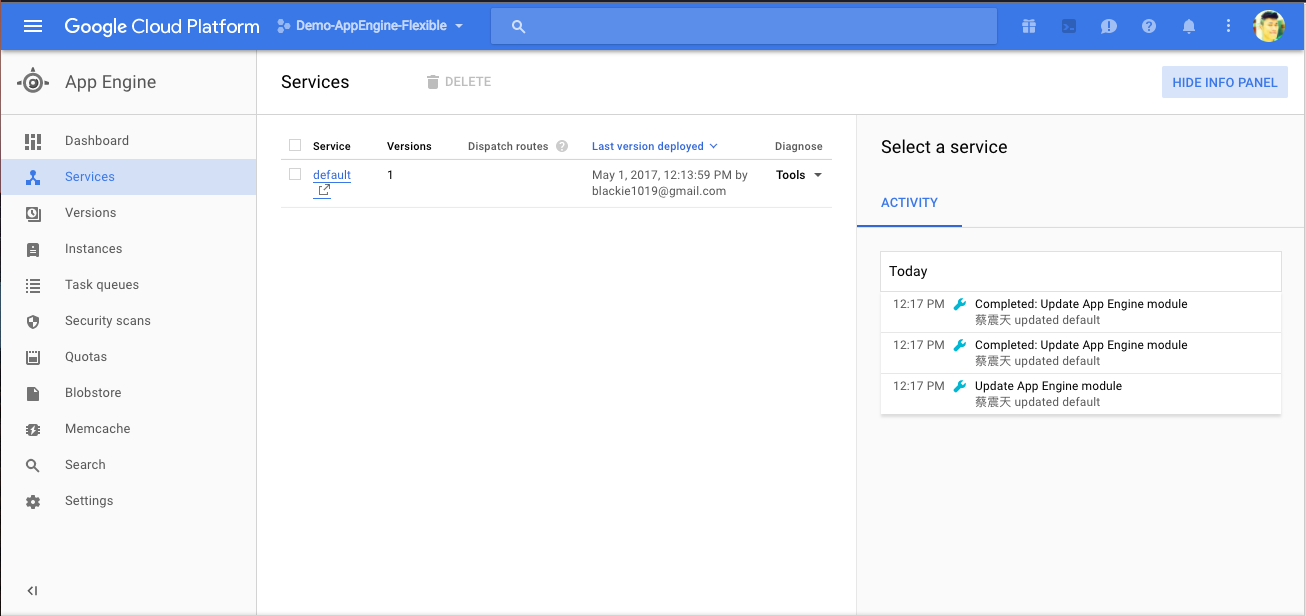 Google Cloud Platform
Demo-AppEngine-Flexible
App Engine
Services
DELETE
HIDE INFO PANEL
Dashboard
Services
Versions
Instances
Task queues
Security scans
Quotas
Blobstore
Memcache
Search
Settings
Service Versions Dispatch routes Last version deployed Diagnose
default 1 May 1, 2017, 12:13:59 PM by Tools
blackie1019@gmail.com
Select a service
ACTIVITY
Today
12:17 PM Completed: Update App Engine module
蔡震天 updated default
12:17 PM Completed: Update App Engine module
蔡震天 updated default
12:17 PM Update App Engine module
蔡震天 updated default